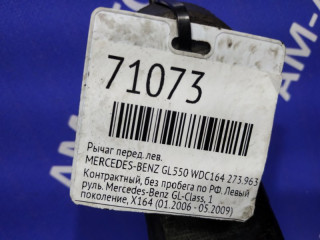 71073
Рычаг перед. лев.
MERCEDES-BENZ GL550 WDC164 273.963
Контрактный, без пробега по РФ. Левый
руль. Mercedes-Benz GL-Class, 1
поколение, X164 (01.2006 - 05.2009)